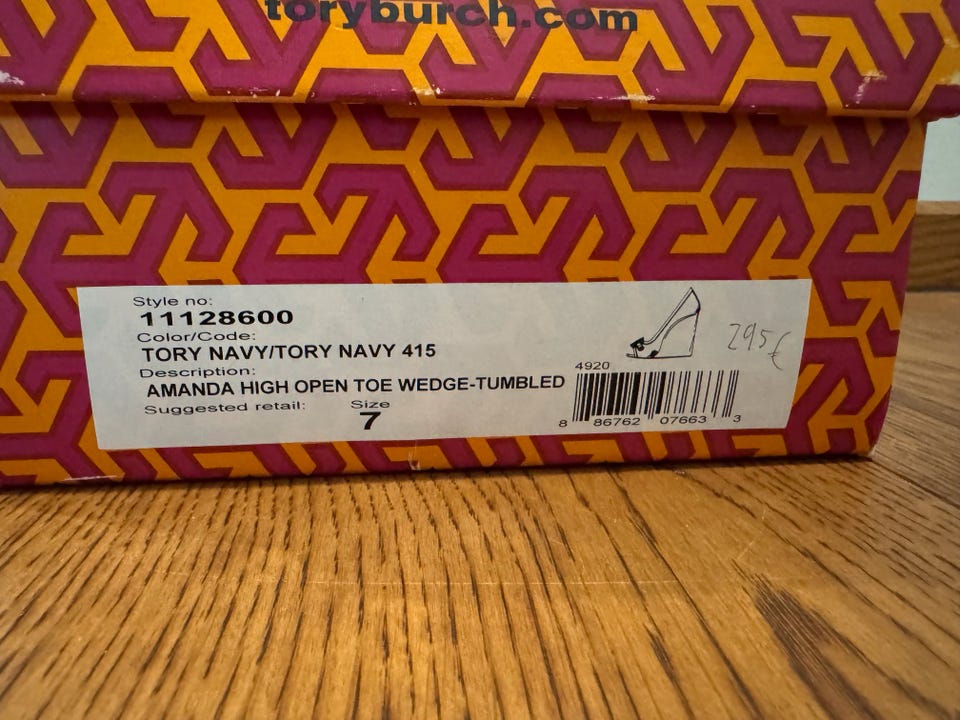 toryburch.com
Style no:
11128600
Color/Code:
TORY NAVY/TORY NAVY 415
Description:
AMANDA HIGH OPEN TOE WEDGE-TUMBLED
Suggested retail:
Size
7
295€
4920
8 86762 07663 3